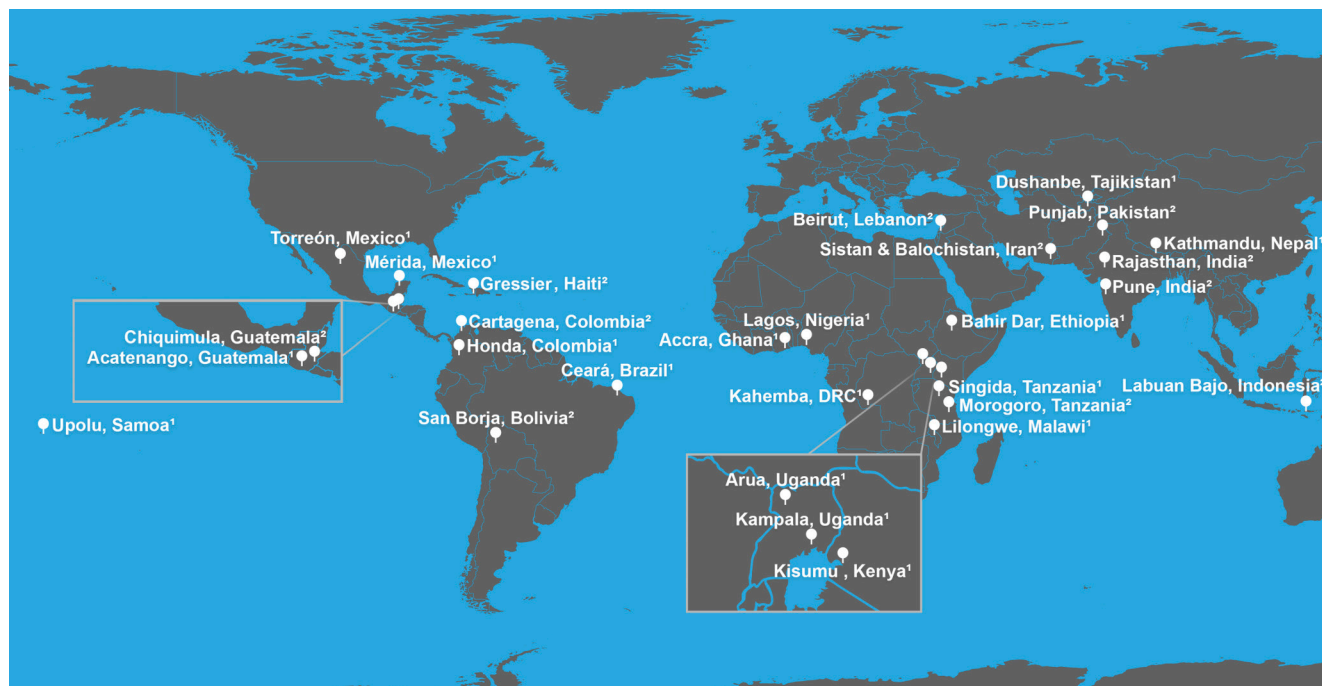 Dushanbe, Tajikistan¹
Punjab, Pakistan²
Beirut, Lebanon²
Torreón, Mexico¹
Sistan & Balochistan, Iran²
Kathmandu, Nepal¹
Mérida, Mexico¹
Rajasthan, India²
Gressier, Haiti²
Pune, India²
Cartagena, Colombia²
Lagos, Nigeria¹
Bahir Dar, Ethiopia¹
Chiquimula, Guatemala²
Accra, Ghana¹
Honda, Colombia¹
Acatenango, Guatemala¹
Ceará, Brazil¹
Singida, Tanzania¹
Labuan Bajo, Indonesia²
Kahemba, DRC¹
Morogoro, Tanzania²
San Borja, Bolivia²
Upolu, Samoa¹
Lilongwe, Malawi¹
Arua, Uganda¹
Kampala, Uganda¹
Kisumu , Kenya¹